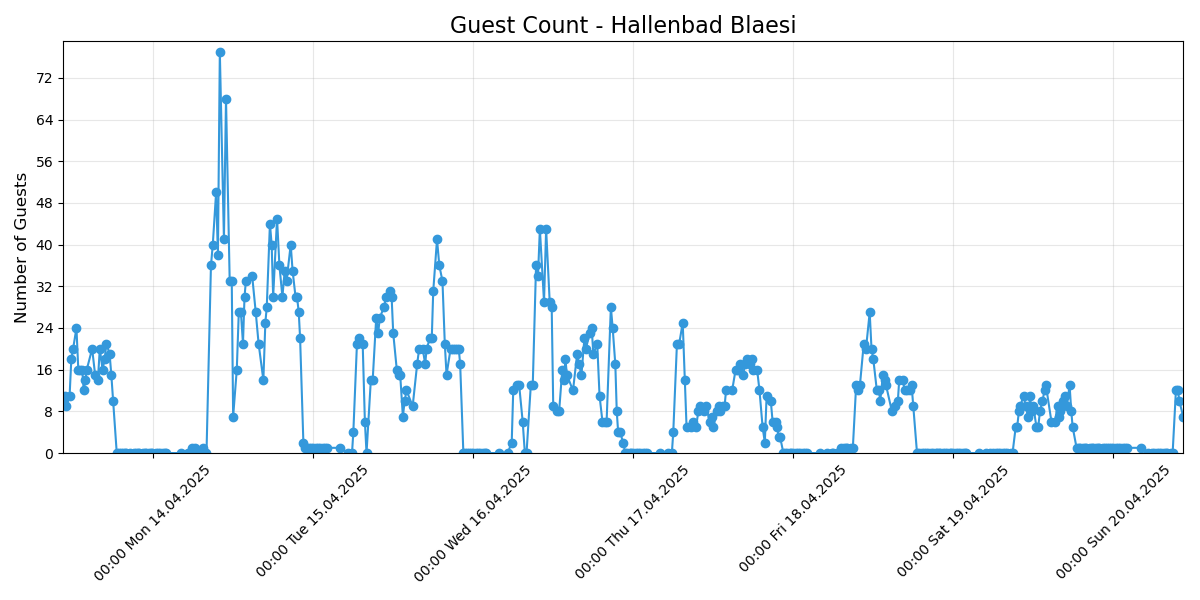 Guest Count - Hallenbad Blaesi
Number of Guests
72
64
56
48
40
32
24
16
8
0
00:00 Mon 14.04.2025
00:00 Tue 15.04.2025
00:00 Wed 16.04.2025
00:00 Thu 17.04.2025
00:00 Fri 18.04.2025
00:00 Sat 19.04.2025
00:00 Sun 20.04.2025